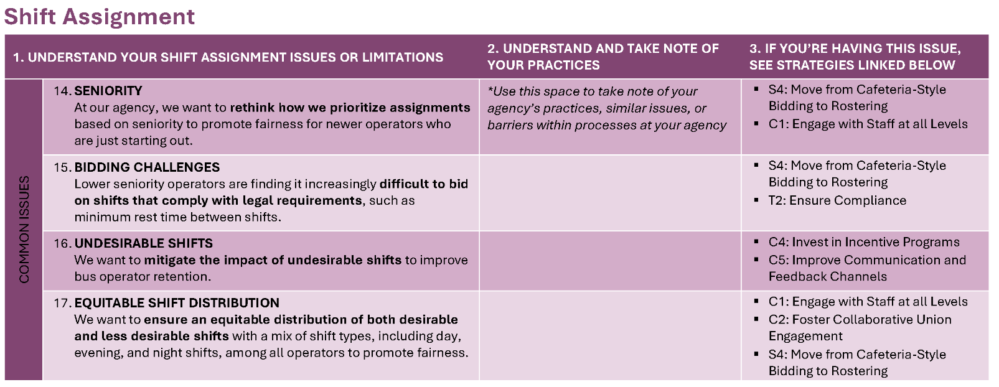 Shift Assignment
1. UNDERSTAND YOUR SHIFT ASSIGNMENT ISSUES OR LIMITATIONS
2. UNDERSTAND AND TAKE NOTE OF
YOUR PRACTICES
3. IF YOU’RE HAVING THIS ISSUE,
SEE STRATEGIES LINKED BELOW
COMMON ISSUES
14. SENIORITY
At our agency, we want to rethink how we prioritize assignments
based on seniority to promote fairness for newer operators who
are just starting out.
*Use this space to take note of your
agency’s practices, similar issues, or
barriers within processes at your agency
▪ S4: Move from Cafeteria-Style
Bidding to Rostering
▪ C1: Engage with Staff at all Levels
15. BIDDING CHALLENGES
Lower seniority operators are finding it increasingly difficult to bid
on shifts that comply with legal requirements, such as
minimum rest time between shifts.
▪ S4: Move from Cafeteria-Style
Bidding to Rostering
▪ T2: Ensure Compliance
16. UNDESIRABLE SHIFTS
We want to mitigate the impact of undesirable shifts to improve
bus operator retention.
▪ C4: Invest in Incentive Programs
▪ C5: Improve Communication and
Feedback Channels
17. EQUITABLE SHIFT DISTRIBUTION
We want to ensure an equitable distribution of both desirable
and less desirable shifts with a mix of shift types, including day,
evening, and night shifts, among all operators to promote fairness.
▪ C1: Engage with Staff at all Levels
▪ C2: Foster Collaborative Union
Engagement
▪ S4: Move from Cafeteria-Style
Bidding to Rostering